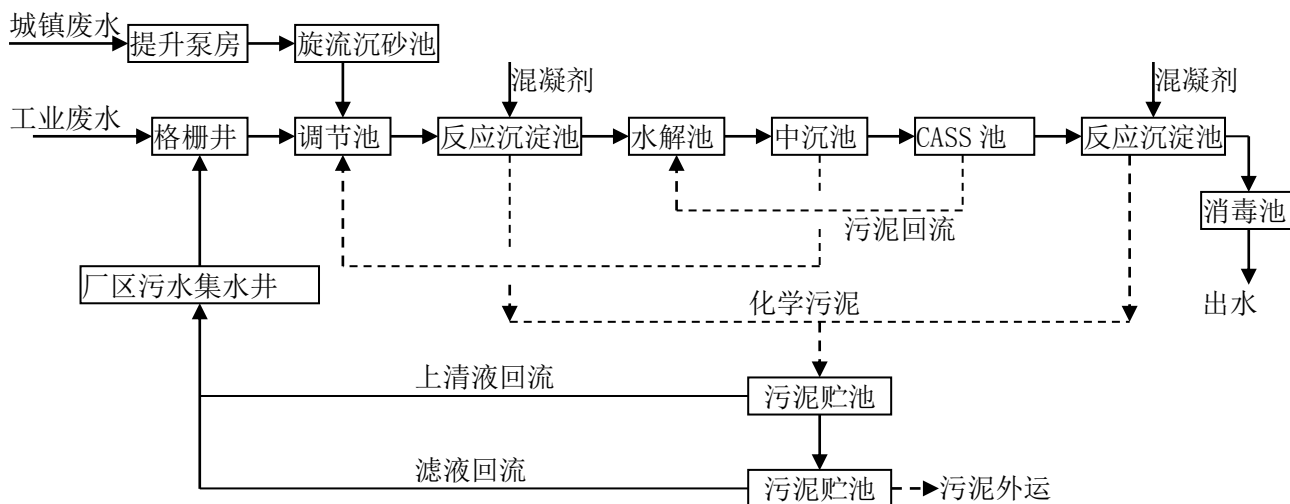 城镇废水
提升泵房
旋流沉砂池
混凝剂
混凝剂
工业废水
格栅井
调节池
反应沉淀池
水解池
中沉池
CASS 池
反应沉淀池
消毒池
污泥回流
厂区污水集水井
化学污泥
出水
上清液回流
污泥贮池
滤液回流
污泥贮池
污泥外运